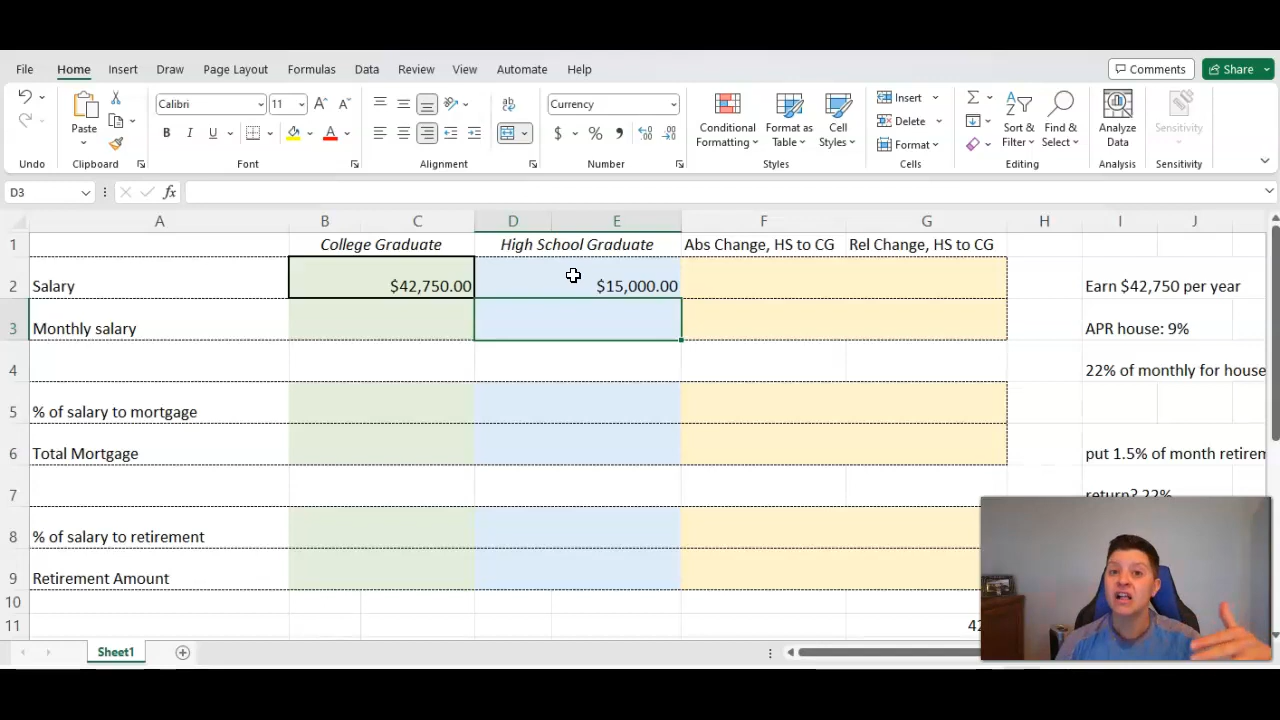 File Home Insert Draw Page Layout Formulas Data Review View Automate Help Comments Share
Calibri 11 A A Currency Insert Σ
Paste B I U A $ % 9 Conditional Formatting Format as Table Cell Styles Delete Format Sort & Filter Find & Select Analyze Data Sensitivity
Undo Clipboard Font Alignment Number Styles Cells Editing Analysis Sensitivity
D3 fx
A B C D E F G H I J
1 College Graduate High School Graduate Abs Change, HS to CG Rel Change, HS to CG
2 Salary $42,750.00 $15,000.00 Earn $42,750 per year
3 Monthly salary APR house: 9%
4 22% of monthly for house
5 % of salary to mortgage
6 Total Mortgage put 1.5% of month retirem
7 return? 22%
8 % of salary to retirement
9 Retirement Amount
10
11 42
Sheet1